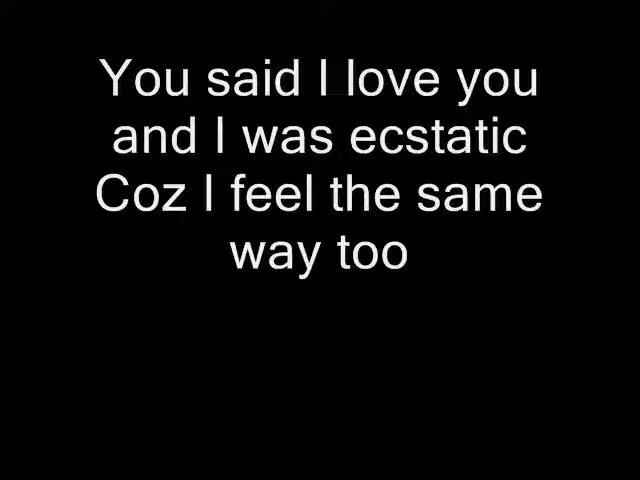 You said I love you
and I was ecstatic
Coz I feel the same
way too